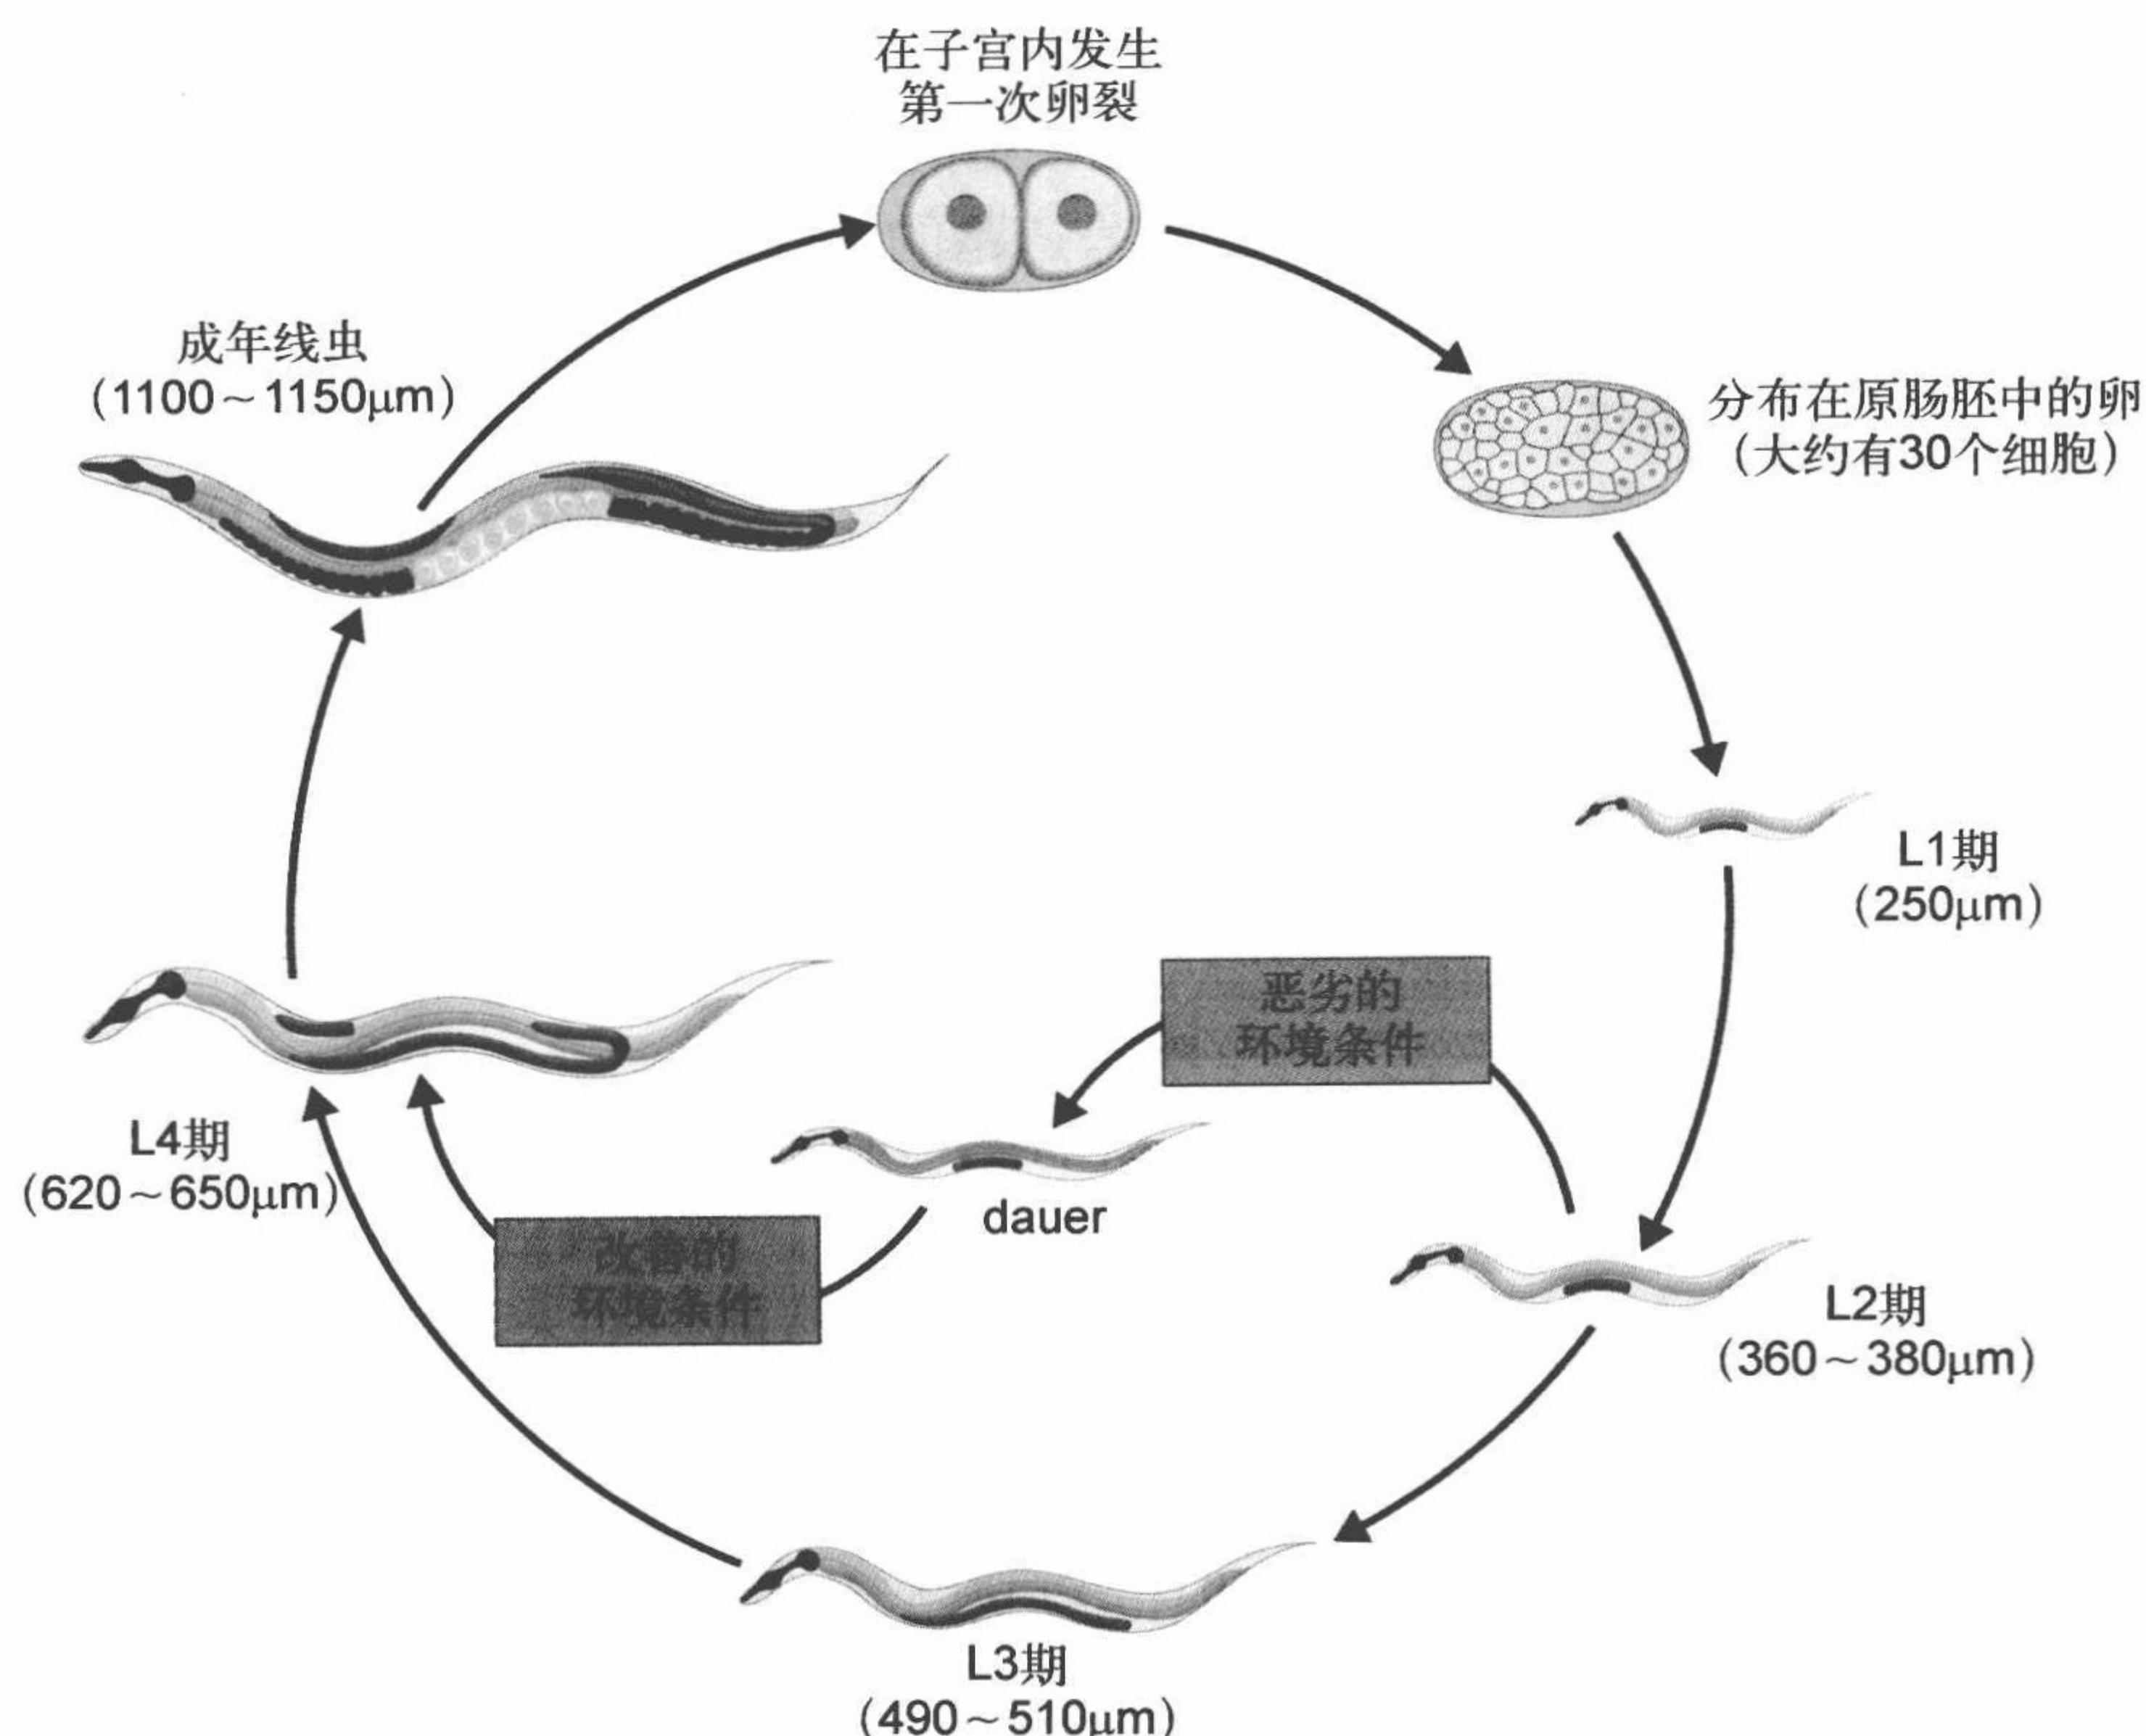 在子宫内发生
第一次卵裂
成年线虫
(1100～1150μm)
分布在原肠胚中的卵
(大约有30个细胞)
L1期
(250μm)
恶劣的
环境条件
L4期
(620～650μm)
dauer
改善的
环境条件
L2期
(360～380μm)
L3期
(490～510μm)